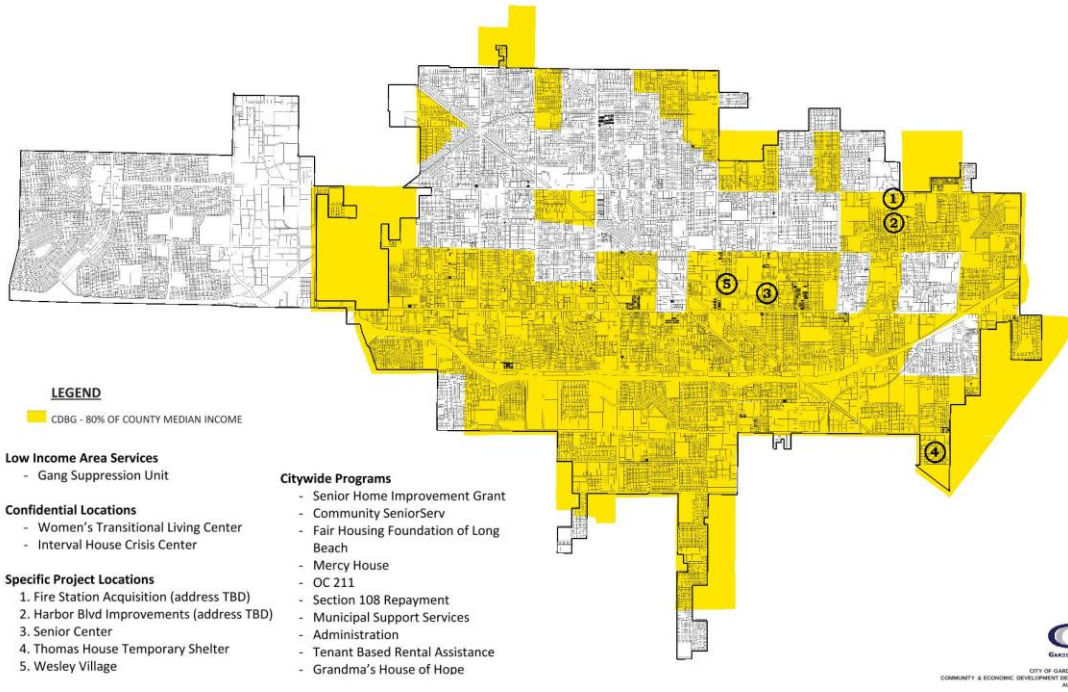 1
2
5
3
4
LEGEND
CDBG - 80% OF COUNTY MEDIAN INCOME
Low Income Area Services
- Gang Suppression Unit
Confidential Locations
- Women's Transitional Living Center
- Interval House Crisis Center
Specific Project Locations
1. Fire Station Acquisition (address TBD)
2. Harbor Blvd Improvements (address TBD)
3. Senior Center
4. Thomas House Temporary Shelter
5. Wesley Village
Citywide Programs
- Senior Home Improvement Grant
- Community SeniorServ
- Fair Housing Foundation of Long
Beach
- Mercy House
- OC 211
- Section 108 Repayment
- Municipal Support Services
- Administration
- Tenant Based Rental Assistance
- Grandma's House of Hope
CITY OF GARD
COMMUNITY & ECONOMIC DEVELOPMENT DE